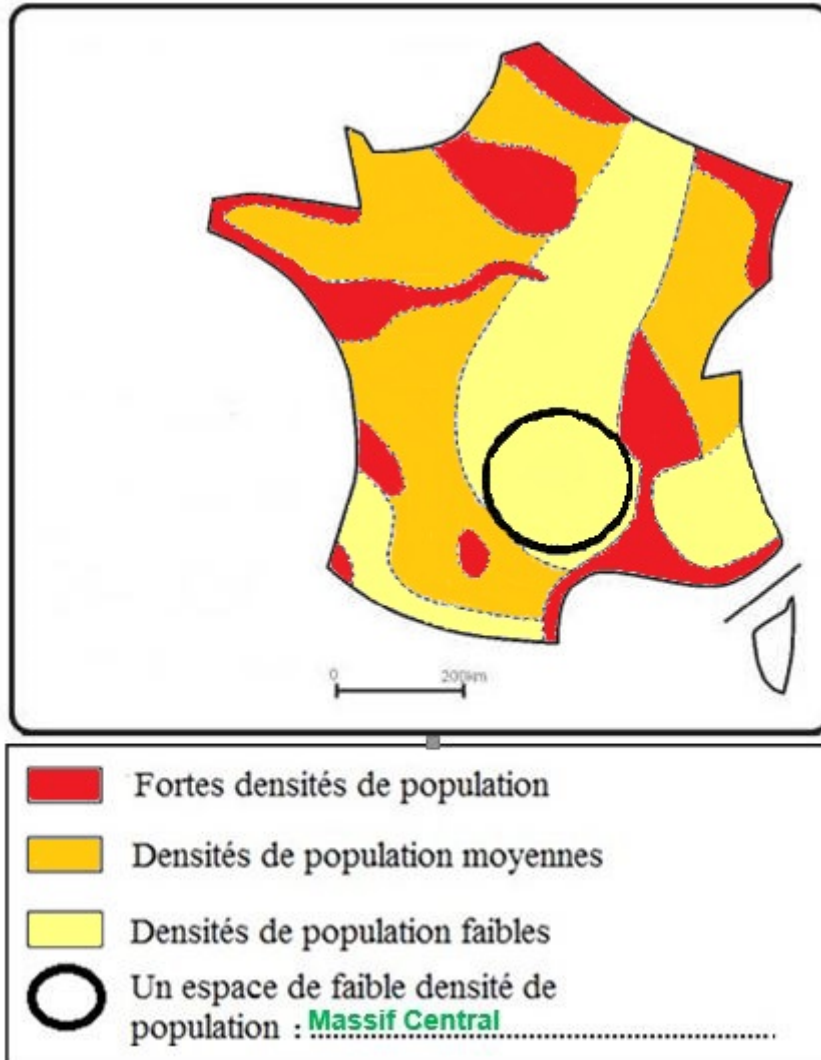 0 200km
Fortes densités de population
Densités de population moyennes
Densités de population faibles
Un espace de faible densité de
population : Massif Central